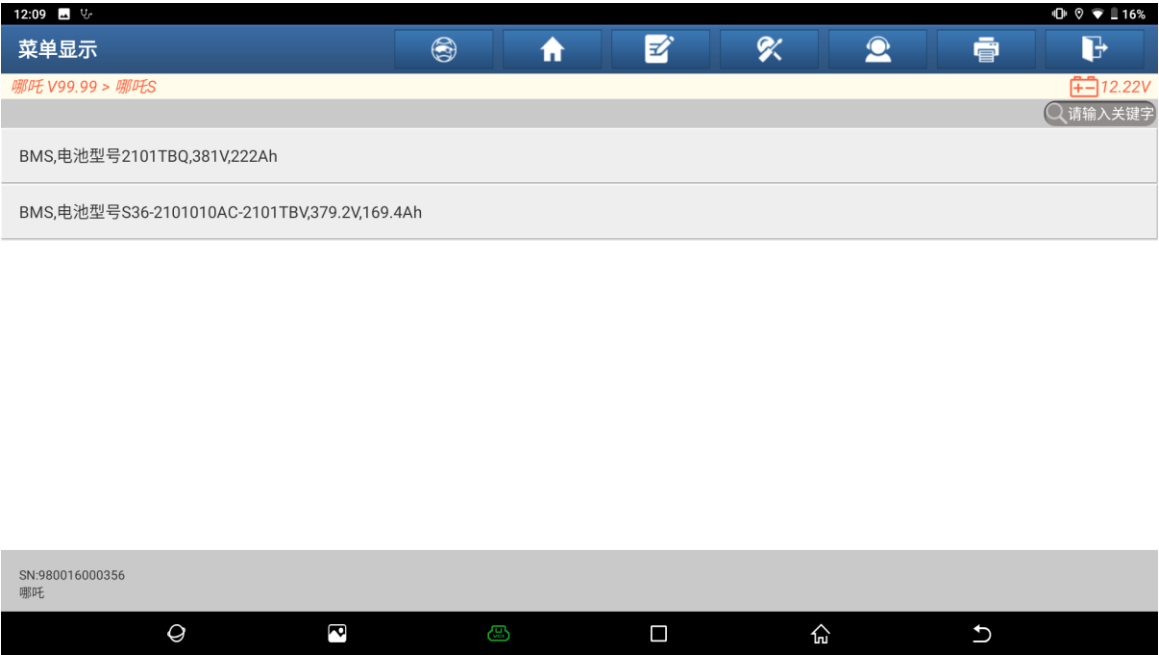 12:09
16%
菜单显示
哪吒 V99.99 > 哪吒S
12.22V
请输入关键字
BMS,电池型号2101TBQ,381V,222Ah
BMS,电池型号S36-2101010AC-2101TBV,379.2V,169.4Ah
SN:980016000356
哪吒
VCI